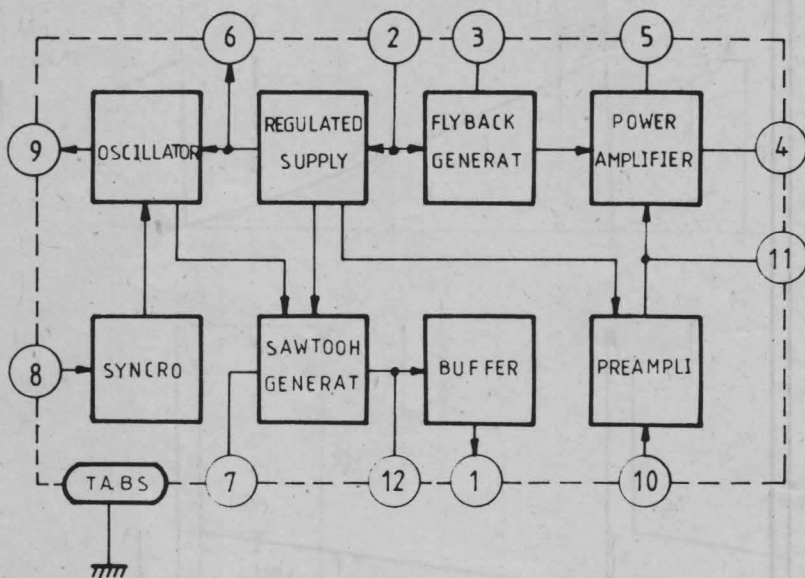 6
2
3
5
9
OSCILLATOR
REGULATED
SUPPLY
FLYBACK
GENERAT
POWER
AMPLIFIER
4
11
8
SYNCRO
SAWTOOH
GENERAT
BUFFER
PREAMPLI
TABS
7
12
1
10